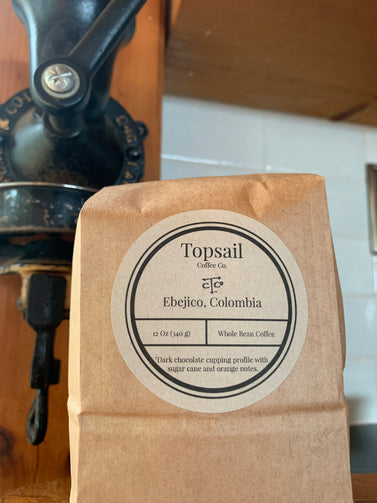 Topsail
Coffee Co.
Ebejico, Colombia
12 Oz (340 g)
Whole Bean Coffee
Dark chocolate cupping profile with
sugar cane and orange notes.